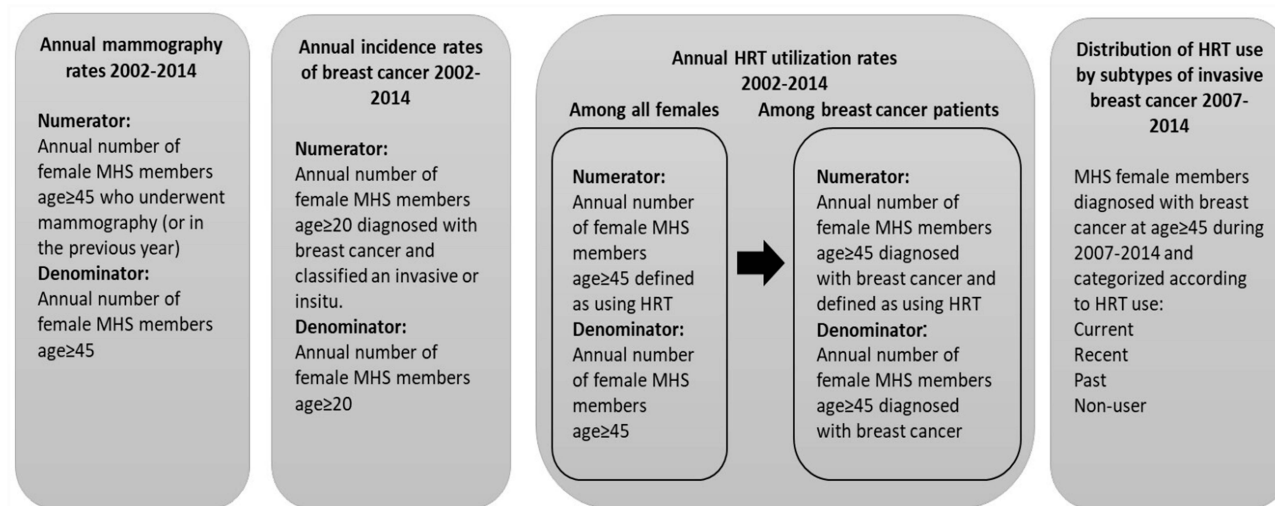 Annual mammography
rates 2002-2014
Numerator:
Annual number of
female MHS members
age≥45 who underwent
mammography (or in
the previous year)
Denominator:
Annual number of
female MHS members
age≥45
Annual incidence rates
of breast cancer 2002-
2014
Numerator:
Annual number of
female MHS members
age≥20 diagnosed with
breast cancer and
classified an invasive or
insitu.
Denominator:
Annual number of
female MHS members
age≥20
Annual HRT utilization rates
2002-2014
Among all females
Numerator:
Annual number
of female MHS
members
age≥45 defined
as using HRT
Denominator:
Annual number
of female MHS
members
age≥45
Among breast cancer patients
Numerator:
Annual number of
female MHS members
age≥45 diagnosed
with breast cancer and
defined as using HRT
Denominator:
Annual number of
female MHS members
age≥45 diagnosed
with breast cancer
Distribution of HRT use
by subtypes of invasive
breast cancer 2007-
2014
MHS female members
diagnosed with breast
cancer at age≥45 during
2007-2014 and
categorized according
to HRT use:
Current
Recent
Past
Non-user